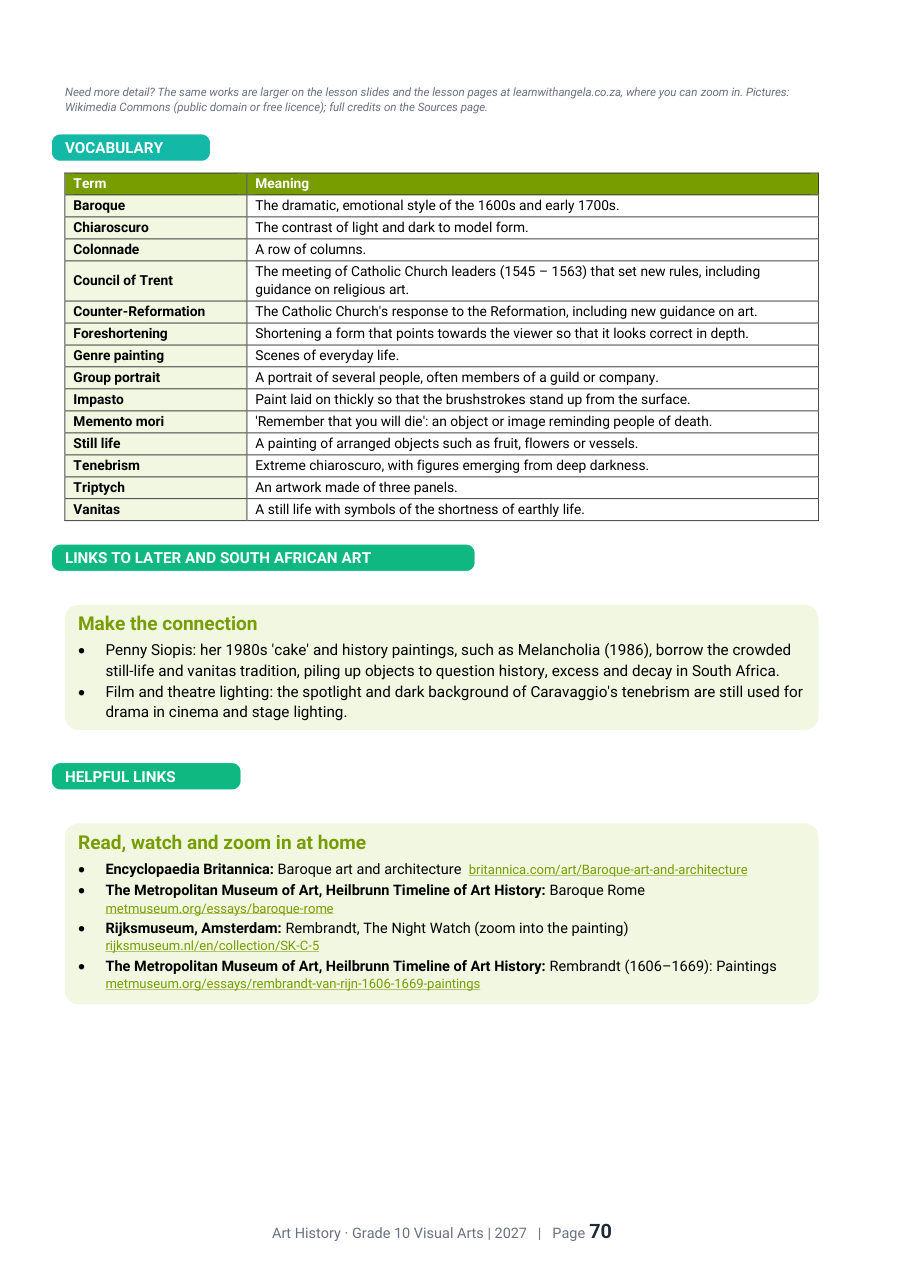 Need more detail? The same works are larger on the lesson slides and the lesson pages at learnwithangela.co.za, where you can zoom in. Pictures:
Wikimedia Commons (public domain or free licence); full credits on the Sources page.
VOCABULARY
Term Meaning
Baroque The dramatic, emotional style of the 1600s and early 1700s.
Chiaroscuro The contrast of light and dark to model form.
Colonnade A row of columns.
Council of Trent The meeting of Catholic Church leaders (1545 – 1563) that set new rules, including
guidance on religious art.
Counter-Reformation The Catholic Church's response to the Reformation, including new guidance on art.
Foreshortening Shortening a form that points towards the viewer so that it looks correct in depth.
Genre painting Scenes of everyday life.
Group portrait A portrait of several people, often members of a guild or company.
Impasto Paint laid on thickly so that the brushstrokes stand up from the surface.
Memento mori 'Remember that you will die': an object or image reminding people of death.
Still life A painting of arranged objects such as fruit, flowers or vessels.
Tenebrism Extreme chiaroscuro, with figures emerging from deep darkness.
Triptych An artwork made of three panels.
Vanitas A still life with symbols of the shortness of earthly life.
LINKS TO LATER AND SOUTH AFRICAN ART
Make the connection
• Penny Siopis: her 1980s 'cake' and history paintings, such as Melancholia (1986), borrow the crowded
still-life and vanitas tradition, piling up objects to question history, excess and decay in South Africa.
• Film and theatre lighting: the spotlight and dark background of Caravaggio's tenebrism are still used for
drama in cinema and stage lighting.
HELPFUL LINKS
Read, watch and zoom in at home
• Encyclopaedia Britannica: Baroque art and architecture britannica.com/art/Baroque-art-and-architecture
• The Metropolitan Museum of Art, Heilbrunn Timeline of Art History: Baroque Rome
metmuseum.org/essays/baroque-rome
• Rijksmuseum, Amsterdam: Rembrandt, The Night Watch (zoom into the painting)
rijksmuseum.nl/en/collection/SK-C-5
• The Metropolitan Museum of Art, Heilbrunn Timeline of Art History: Rembrandt (1606–1669): Paintings
metmuseum.org/essays/rembrandt-van-rijn-1606-1669-paintings
Art History · Grade 10 Visual Arts | 2027 | Page 70